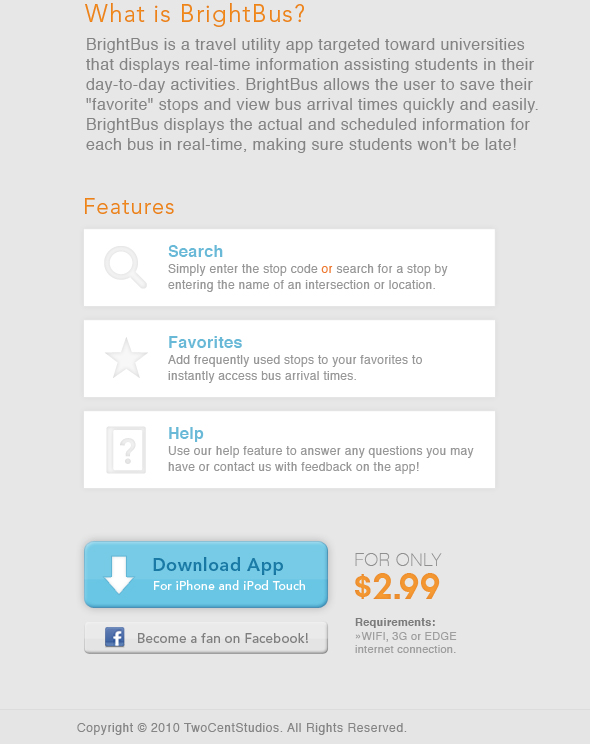 What is BrightBus?
BrightBus is a travel utility app targeted toward universities
that displays real-time information assisting students in their
day-to-day activities. BrightBus allows the user to save their
"favorite" stops and view bus arrival times quickly and easily.
BrightBus displays the actual and scheduled information for
each bus in real-time, making sure students won't be late!
Features
Search
Simply enter the stop code or search for a stop by
entering the name of an intersection or location.
Favorites
Add frequently used stops to your favorites to
instantly access bus arrival times.
?
Help
Use our help feature to answer any questions you may
have or contact us with feedback on the app!
Download App
For iPhone and iPod Touch
f Become a fan on Facebook!
FOR ONLY
$2.99
Requirements:
»WIFI, 3G or EDGE
internet connection.
Copyright © 2010 TwoCentStudios. All Rights Reserved.